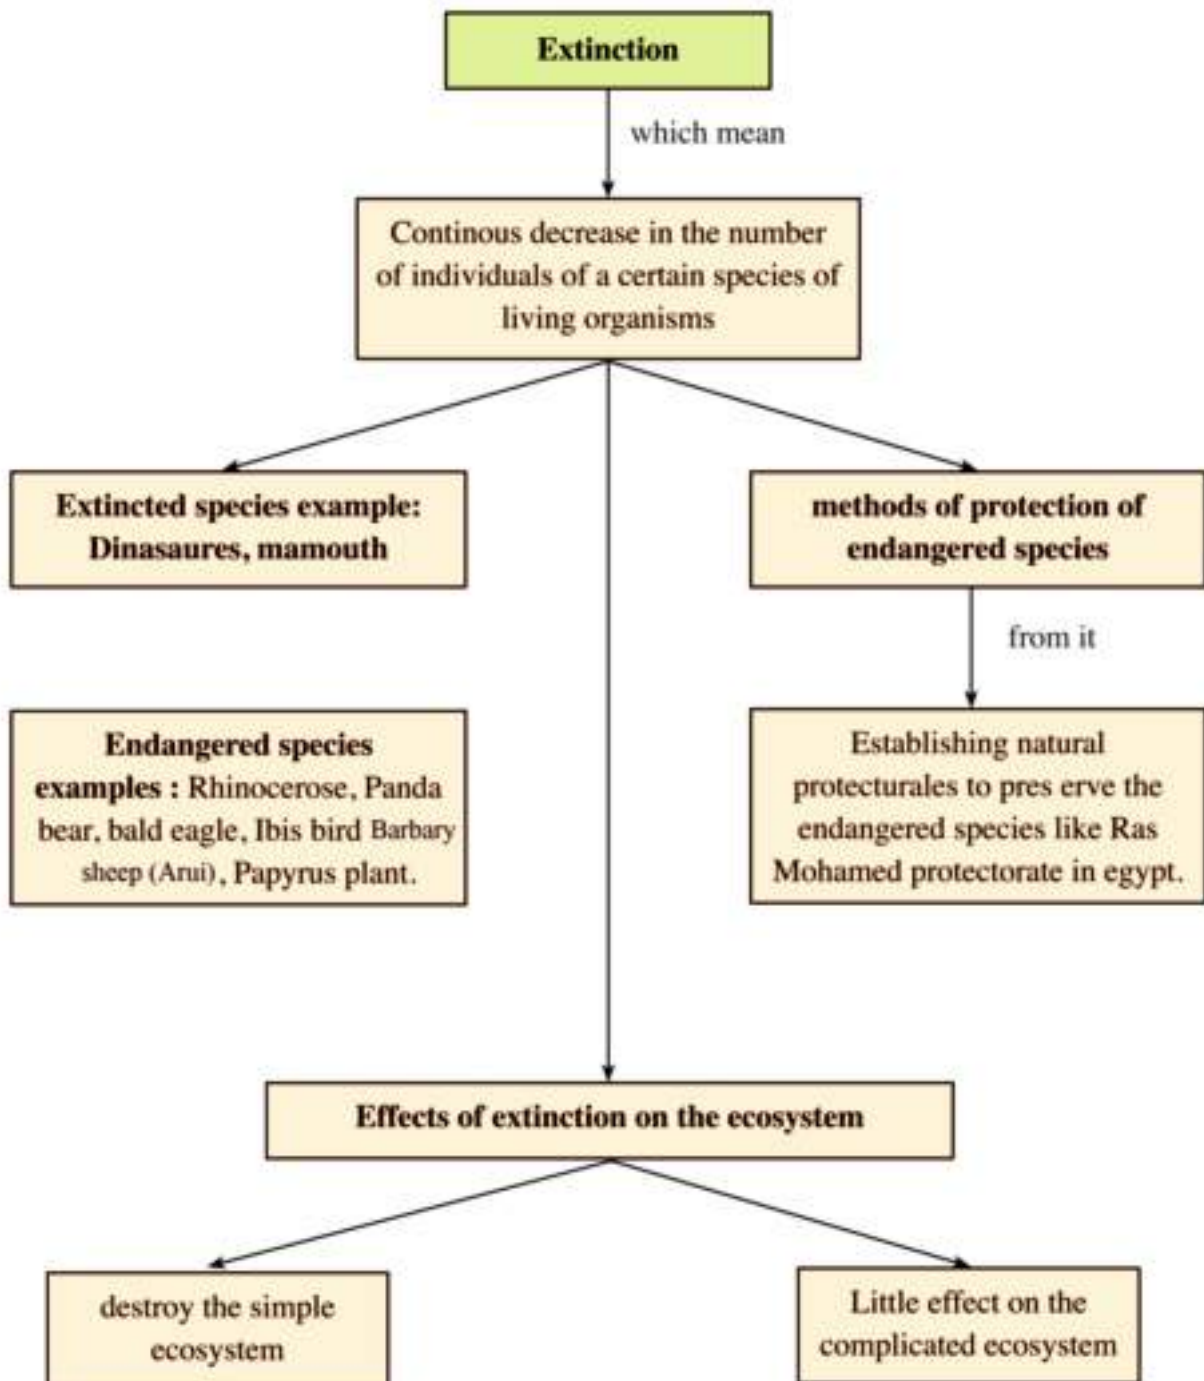 Extinction
which mean
Continous decrease in the number
of individuals of a certain species of
living organisms
Extincted species example:
Dinasaures, mamouth
methods of protection of
endangered species
from it
Endangered species
examples : Rhinocerose, Panda
bear, bald eagle, Ibis bird Barbary
sheep (Arui), Papyrus plant.
Establishing natural
protecturales to pres erve the
endangered species like Ras
Mohamed protectorate in egypt.
Effects of extinction on the ecosystem
destroy the simple
ecosystem
Little effect on the
complicated ecosystem